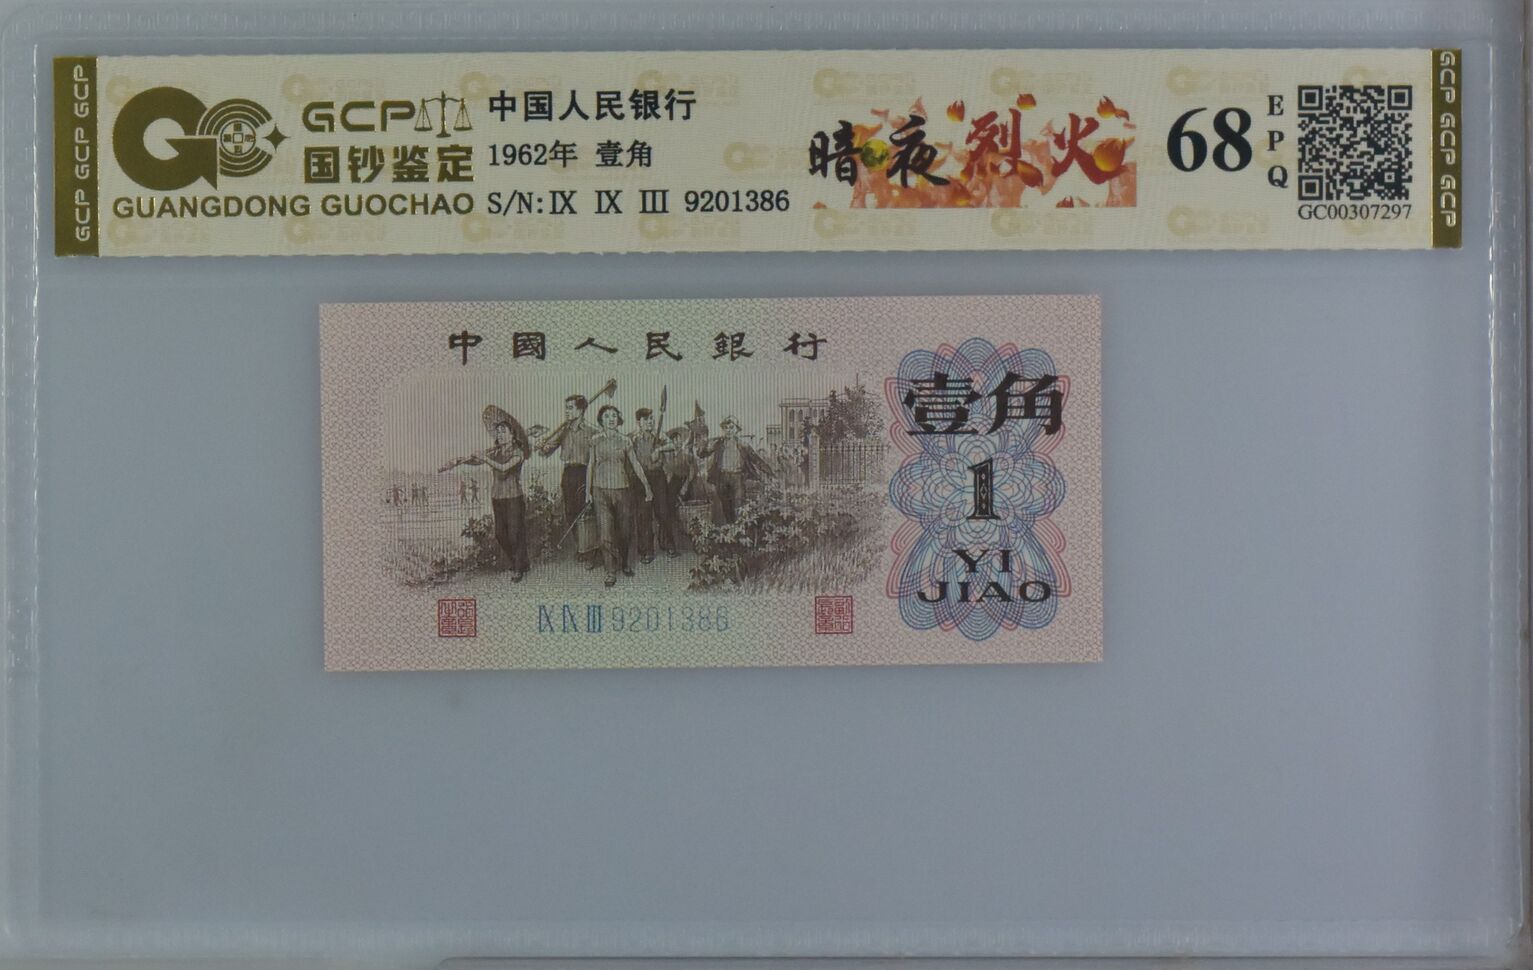 GCP GCP GCP
GCP
国钞鉴定
GUANGDONG GUOCHAO
中国人民银行
1962年 壹角
S/N: IX IX III 9201386
暗夜烈火
68
EPQ
GC00307297
GCP GCP GCP
中國人民銀行
壹角
1
YI
JIAO
IX IX III 9201386